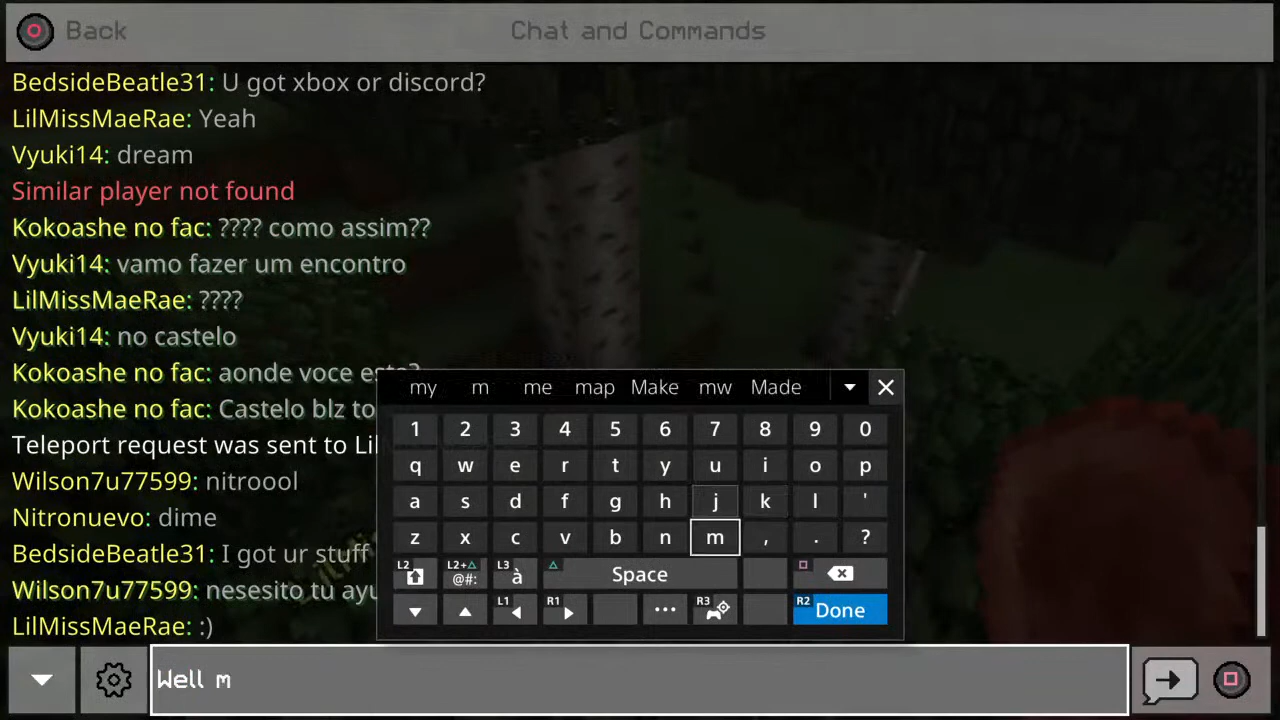 Back
Chat and Commands
BedsideBeatle31: U got xbox or discord?
LilMissMaeRae: Yeah
Vyuki14: dream
Similar player not found
Kokoashe no fac: ???? como assim??
Vyuki14: vamo fazer um encontro
LilMissMaeRae: ????
Vyuki14: no castelo
Kokoashe no fac: aonde voce esta?
Kokoashe no fac: Castelo blz to
Teleport request was sent to Lil
Wilson7u77599: nitroool
Nitronuevo: dime
BedsideBeatle31: I got ur stuff
Wilson7u77599: nesesito tu ayu
LilMissMaeRae: :)
my m me map Make mw Made
1 2 3 4 5 6 7 8 9 0
q w e r t y u i o p
a s d f g h j k l '
z x c v b n m , . ?
L2 L2+△ @#: L3 à Space
L1 R1 ... R3 R2 Done
Well m